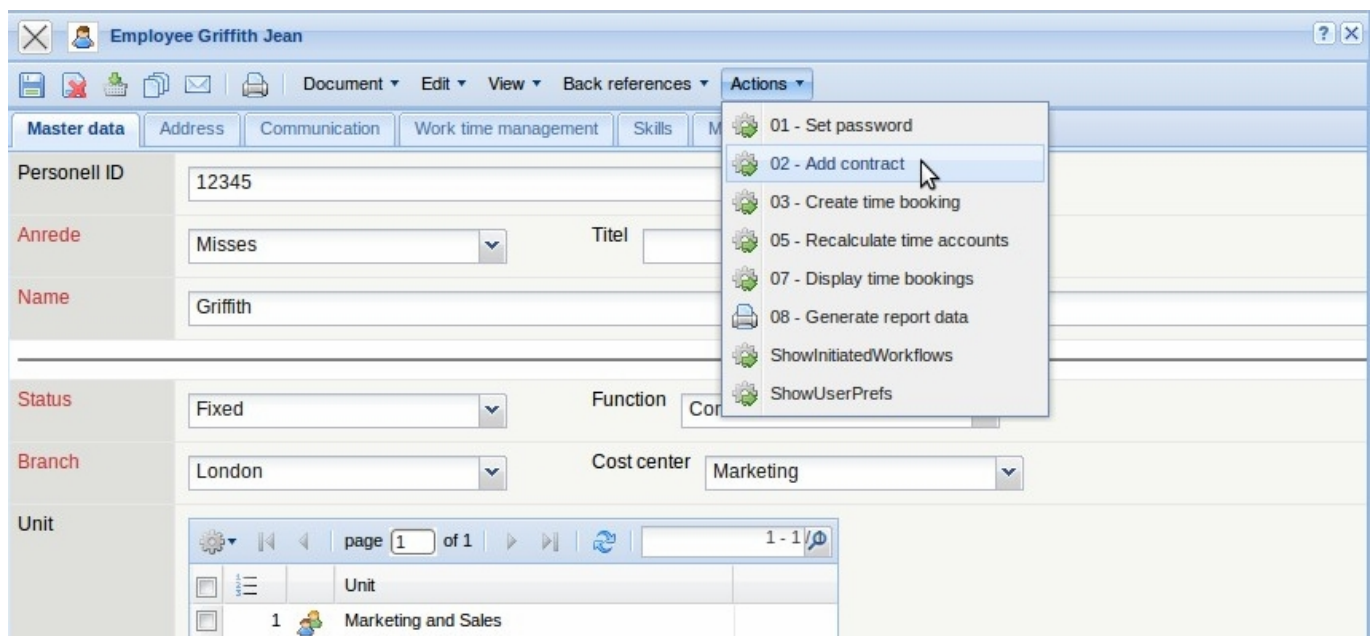 Employee Griffith Jean
Document Edit View Back references Actions
Master data Address Communication Work time management Skills M
01 - Set password
02 - Add contract
03 - Create time booking
05 - Recalculate time accounts
07 - Display time bookings
08 - Generate report data
ShowInitiatedWorkflows
ShowUserPrefs
Personell ID 12345
Anrede Misses Titel
Name Griffith
Status Fixed Function Cor
Branch London Cost center Marketing
Unit
page 1 of 1 1 - 1 /
Unit
1 Marketing and Sales